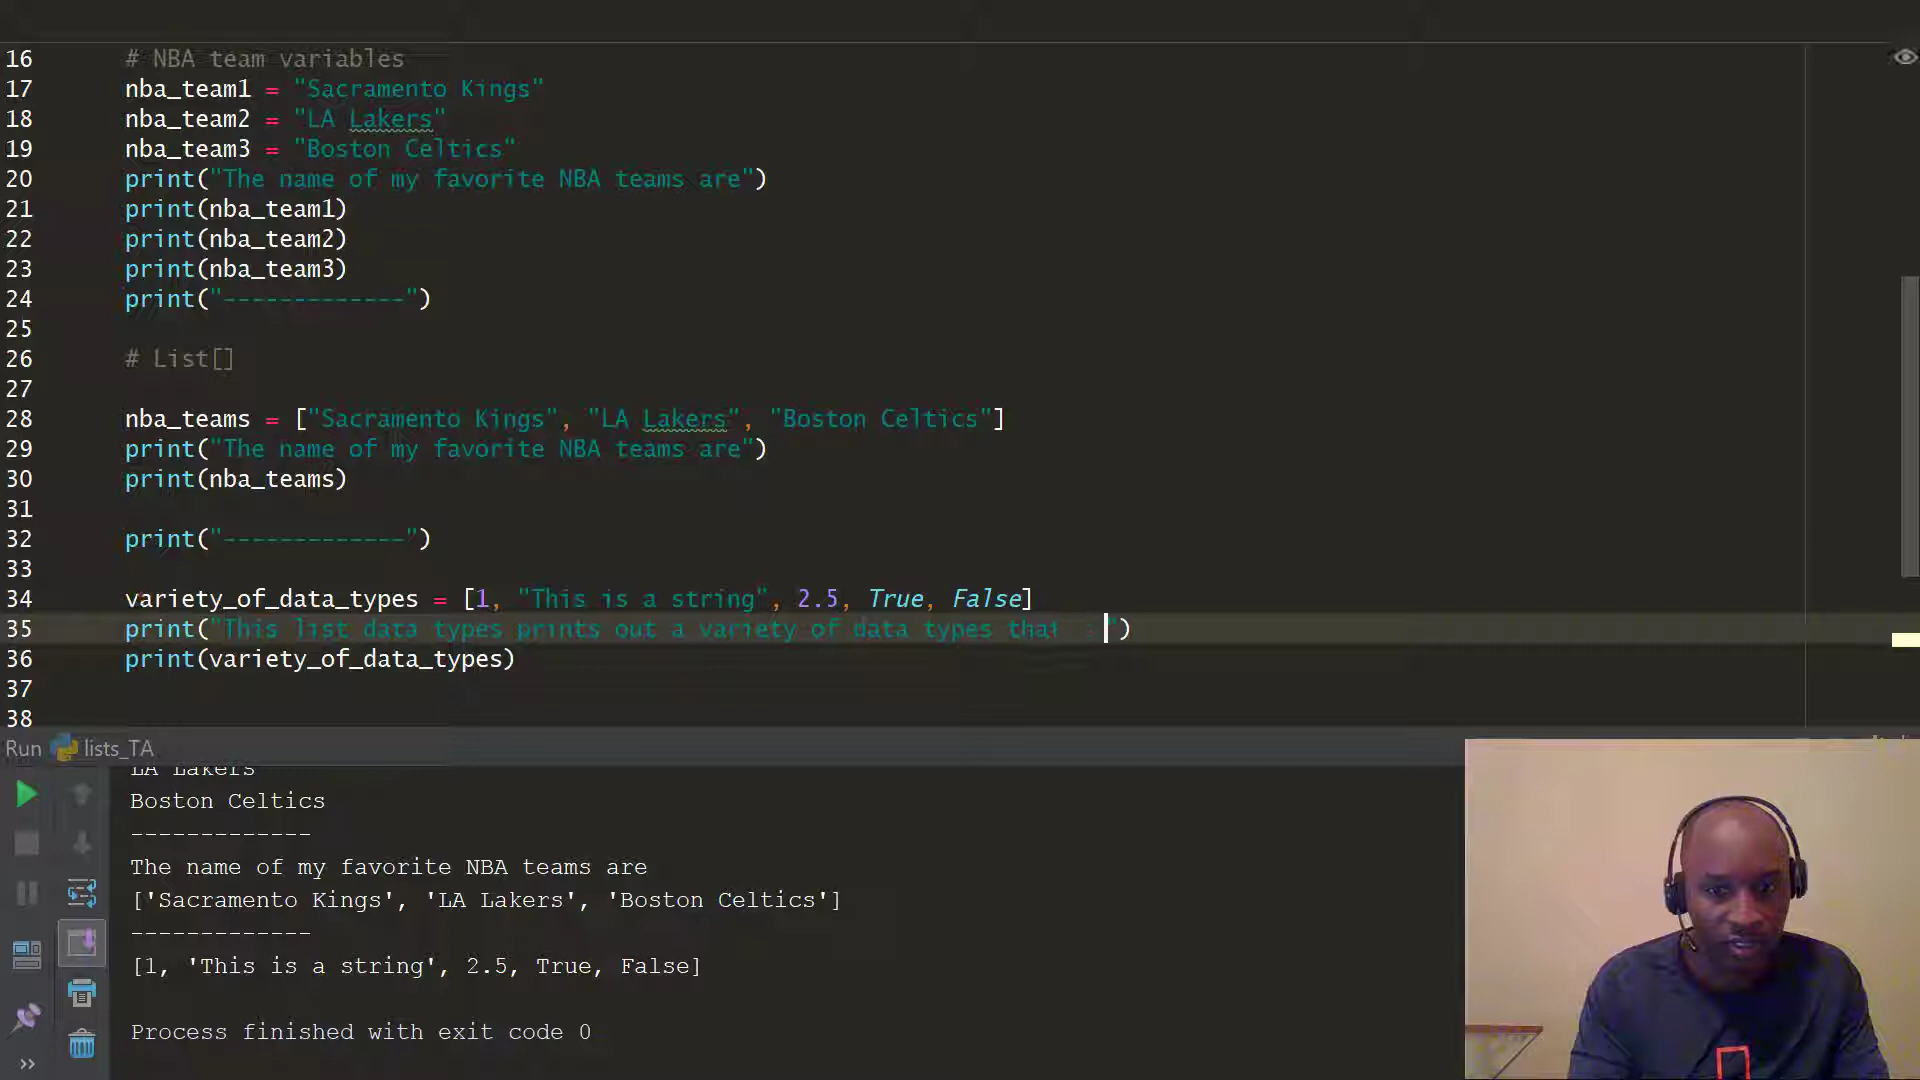 16 # NBA team variables
17 nba_team1 = "Sacramento Kings"
18 nba_team2 = "LA Lakers"
19 nba_team3 = "Boston Celtics"
20 print("The name of my favorite NBA teams are")
21 print(nba_team1)
22 print(nba_team2)
23 print(nba_team3)
24 print("-------------")
25
26 # List[]
27
28 nba_teams = ["Sacramento Kings", "LA Lakers", "Boston Celtics"]
29 print("The name of my favorite NBA teams are")
30 print(nba_teams)
31
32 print("-------------")
33
34 variety_of_data_types = [1, "This is a string", 2.5, True, False]
35 print("This list data types prints out a variety of data types that ")
36 print(variety_of_data_types)
37
38
Run lists_TA
LA Lakers
Boston Celtics
-------------
The name of my favorite NBA teams are
['Sacramento Kings', 'LA Lakers', 'Boston Celtics']
-------------
[1, 'This is a string', 2.5, True, False]
Process finished with exit code 0